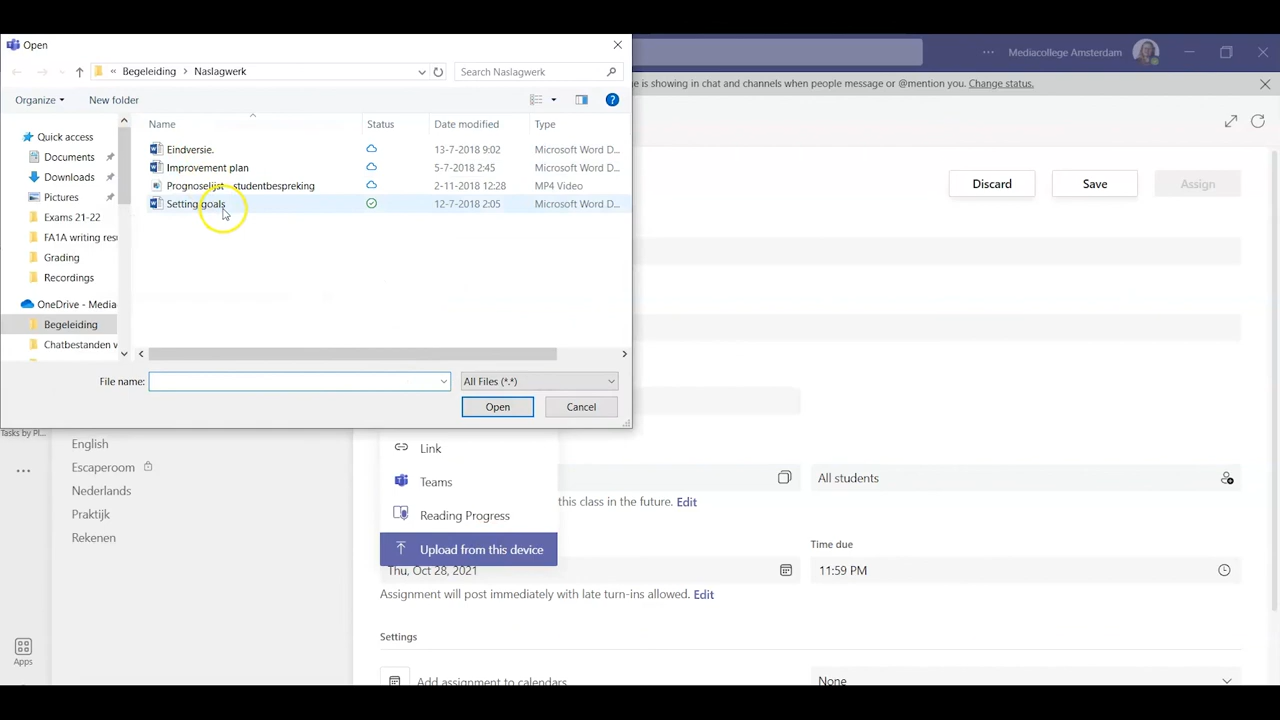 Open
Begeleiding
Naslagwerk
Search Naslagwerk
Mediacollege Amsterdam
e is showing in chat and channels when people message or @mention you. Change status.
Organize
New folder
Name
Status
Date modified
Type
Quick access
Documents
Downloads
Pictures
Exams 21-22
FA1A writing resu
Grading
Recordings
OneDrive - Media
Begeleiding
Chatbestanden v
Eindversie.
13-7-2018 9:02
Microsoft Word D...
Improvement plan
5-7-2018 2:45
Microsoft Word D...
Prognoselijst - studentbespreking
2-11-2018 12:28
MP4 Video
Setting goals
12-7-2018 2:05
Microsoft Word D...
File name:
All Files (*.*)
Open
Cancel
Discard
Save
Assign
Tasks by Pl...
English
Escaperoom
Nederlands
Praktijk
Rekenen
Apps
Link
Teams
Reading Progress
Upload from this device
All students
this class in the future. Edit
Time due
Thu, Oct 28, 2021
11:59 PM
Assignment will post immediately with late turn-ins allowed. Edit
Settings
Add assignment to calendars
None